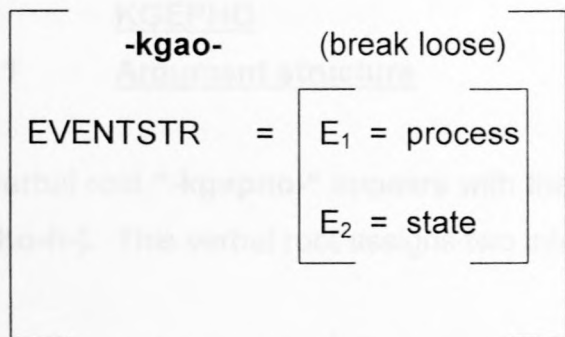 -kgao- (break loose)
EVENTSTR = E₁ = process
E₂ = state